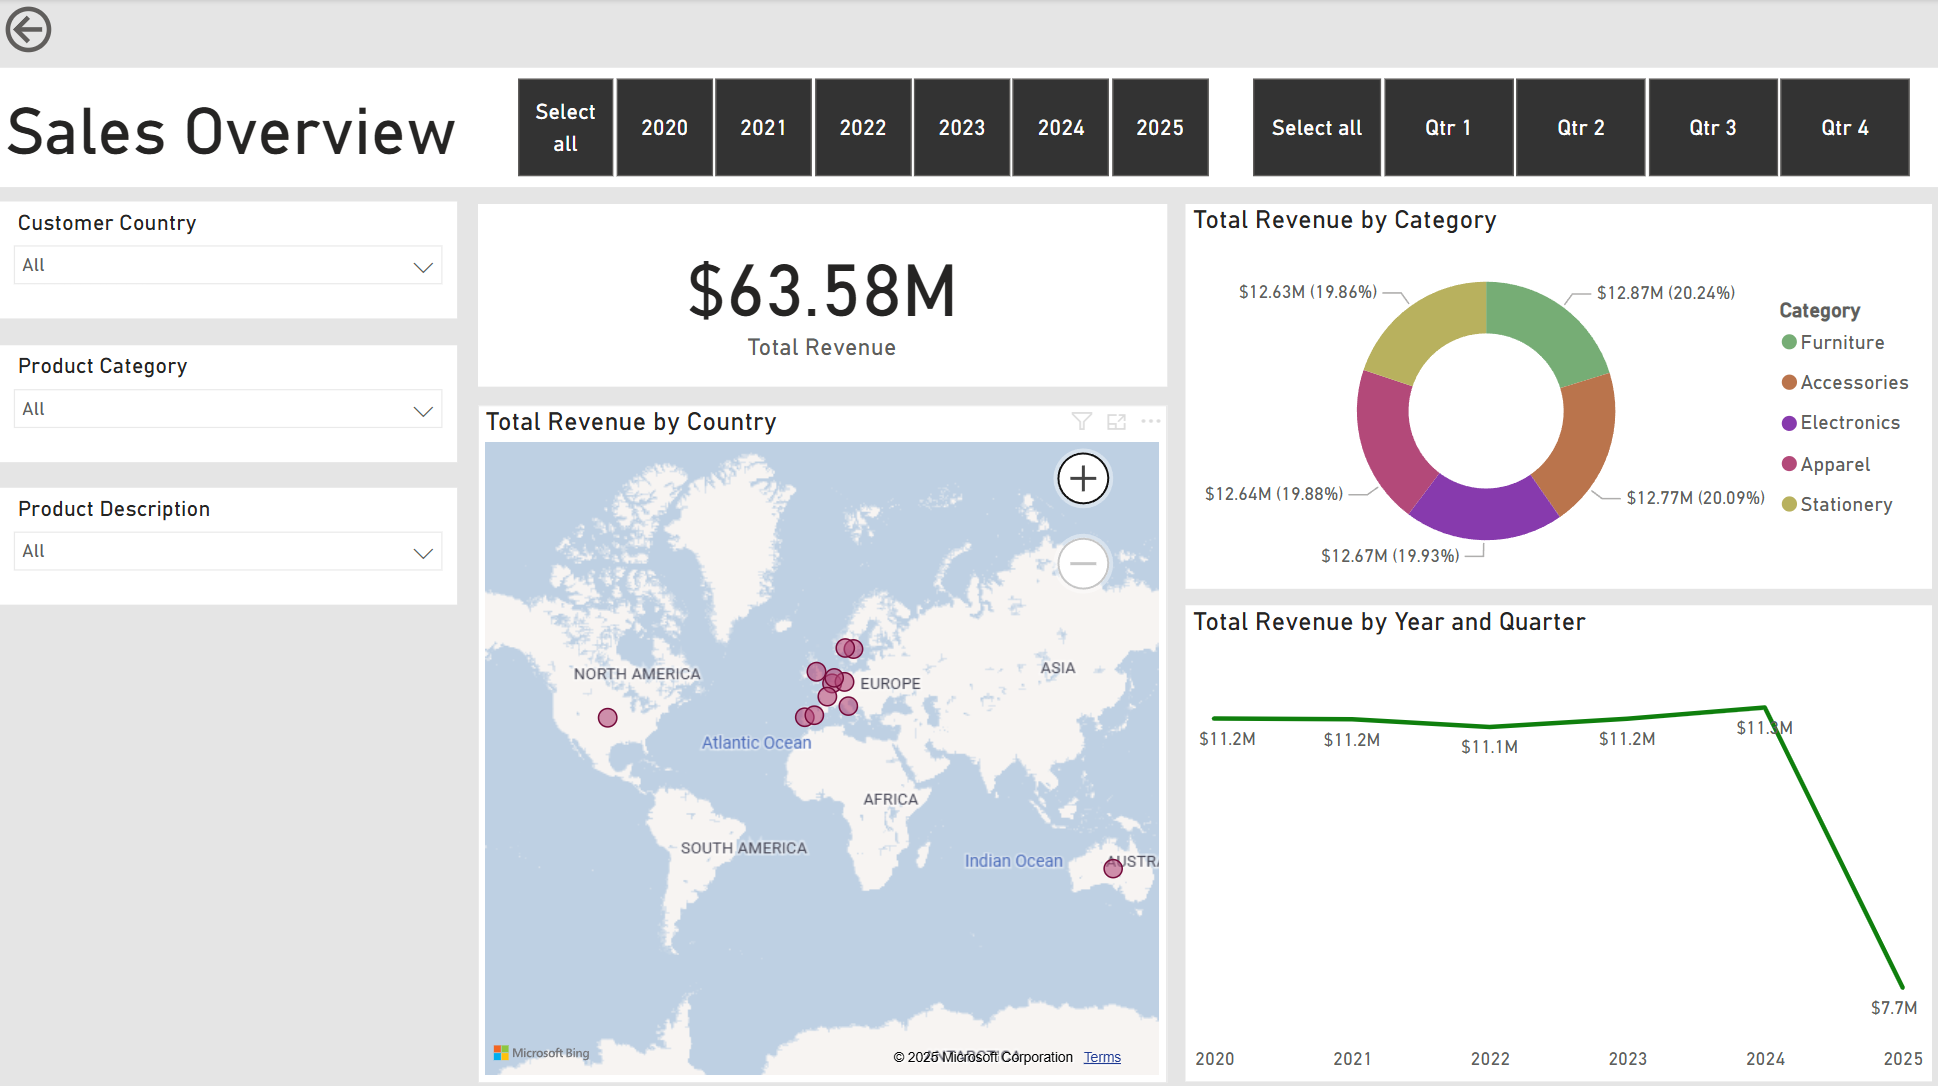 Sales Overview
Select
all
2020
2021
2022
2023
2024
2025
Select all
Qtr 1
Qtr 2
Qtr 3
Qtr 4
Customer Country
All
Product Category
All
Product Description
All
$63.58M
Total Revenue
Total Revenue by Country
NORTH AMERICA
EUROPE
ASIA
Atlantic Ocean
AFRICA
SOUTH AMERICA
Indian Ocean
AUSTRA
ANTARCTICA
Microsoft Bing
© 2025 Microsoft Corporation Terms
Total Revenue by Category
$12.63M (19.86%)
$12.87M (20.24%)
$12.64M (19.88%)
$12.77M (20.09%)
$12.67M (19.93%)
Category
Furniture
Accessories
Electronics
Apparel
Stationery
Total Revenue by Year and Quarter
$11.2M
$11.2M
$11.1M
$11.2M
$11.3M
$7.7M
2020
2021
2022
2023
2024
2025